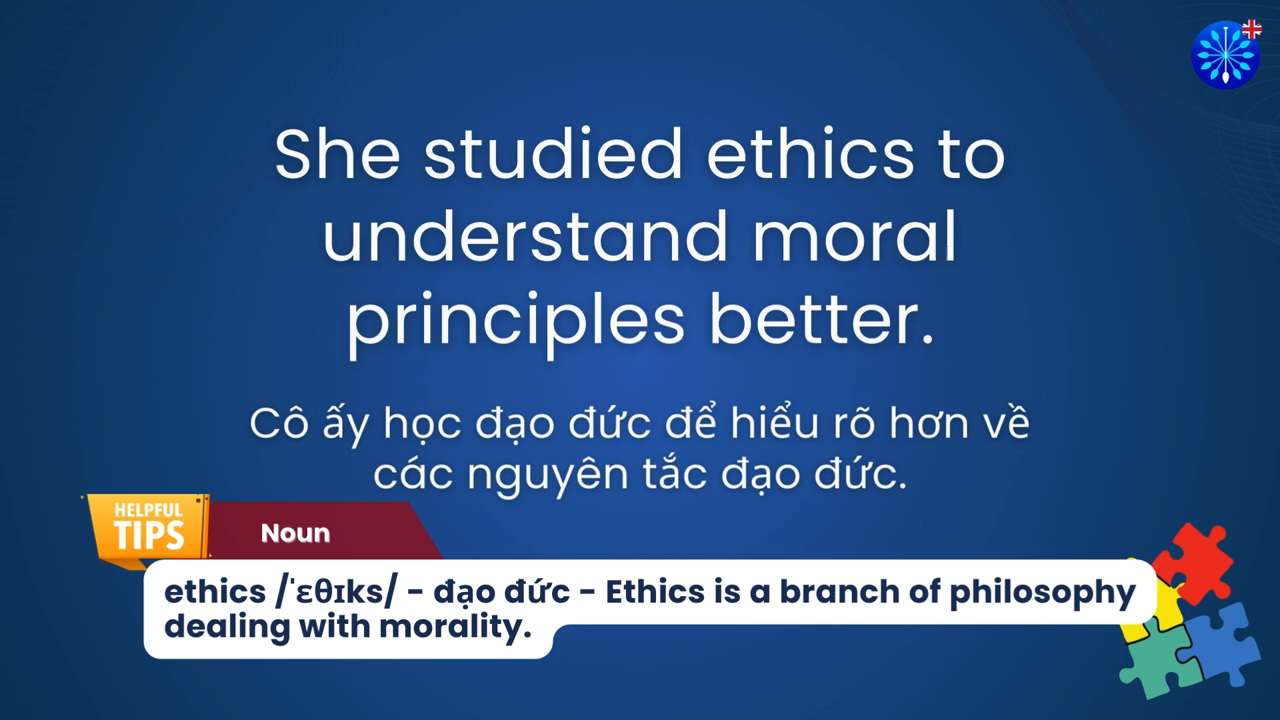 She studied ethics to
understand moral
principles better.
Cô ấy học đạo đức để hiểu rõ hơn về
các nguyên tắc đạo đức.
HELPFUL
TIPS
Noun
ethics /ˈɛθɪks/ - đạo đức - Ethics is a branch of philosophy
dealing with morality.